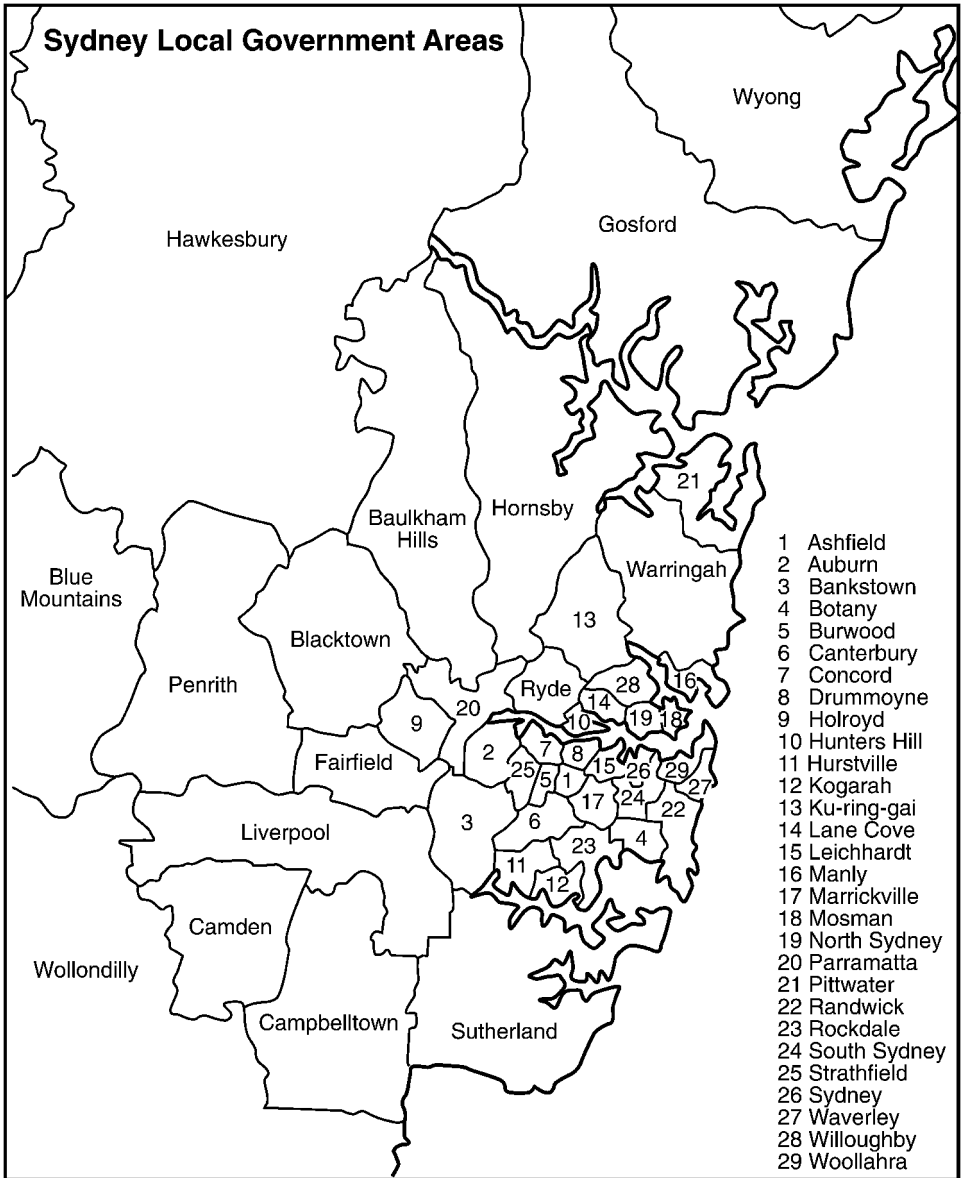 Sydney Local Government Areas
Wyong
Gosford
Hawkesbury
21
Hornsby
Baulkham
Hills
Warringah
Blue
Mountains
13
Blacktown
Penrith
Ryde
28
16
14
20
9
10
19
18
Fairfield
2
7
8
25
5
1
15
26
29
27
17
24
22
3
6
Liverpool
23
4
11
12
Camden
Wollondilly
Campbelltown
Sutherland
1 Ashfield
2 Auburn
3 Bankstown
4 Botany
5 Burwood
6 Canterbury
7 Concord
8 Drummoyne
9 Holroyd
10 Hunters Hill
11 Hurstville
12 Kogarah
13 Ku-ring-gai
14 Lane Cove
15 Leichhardt
16 Manly
17 Marrickville
18 Mosman
19 North Sydney
20 Parramatta
21 Pittwater
22 Randwick
23 Rockdale
24 South Sydney
25 Strathfield
26 Sydney
27 Waverley
28 Willoughby
29 Woollahra